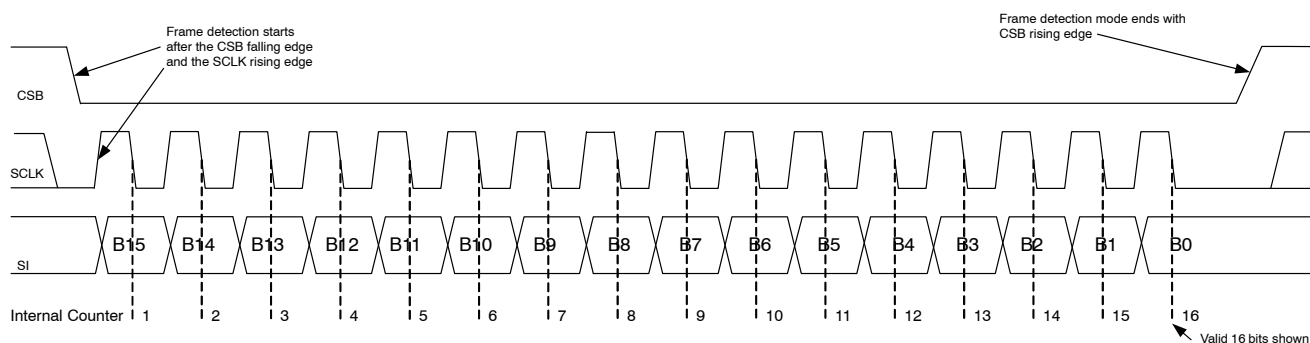 Frame detection starts
after the CSB falling edge
and the SCLK rising edge
Frame detection mode ends with
CSB rising edge
CSB
SCLK
SI
B15 B14 B13 B12 B11 B10 B9 B8 B7 B6 B5 B4 B3 B2 B1 B0
Internal Counter 1 2 3 4 5 6 7 8 9 10 11 12 13 14 15 16
Valid 16 bits shown